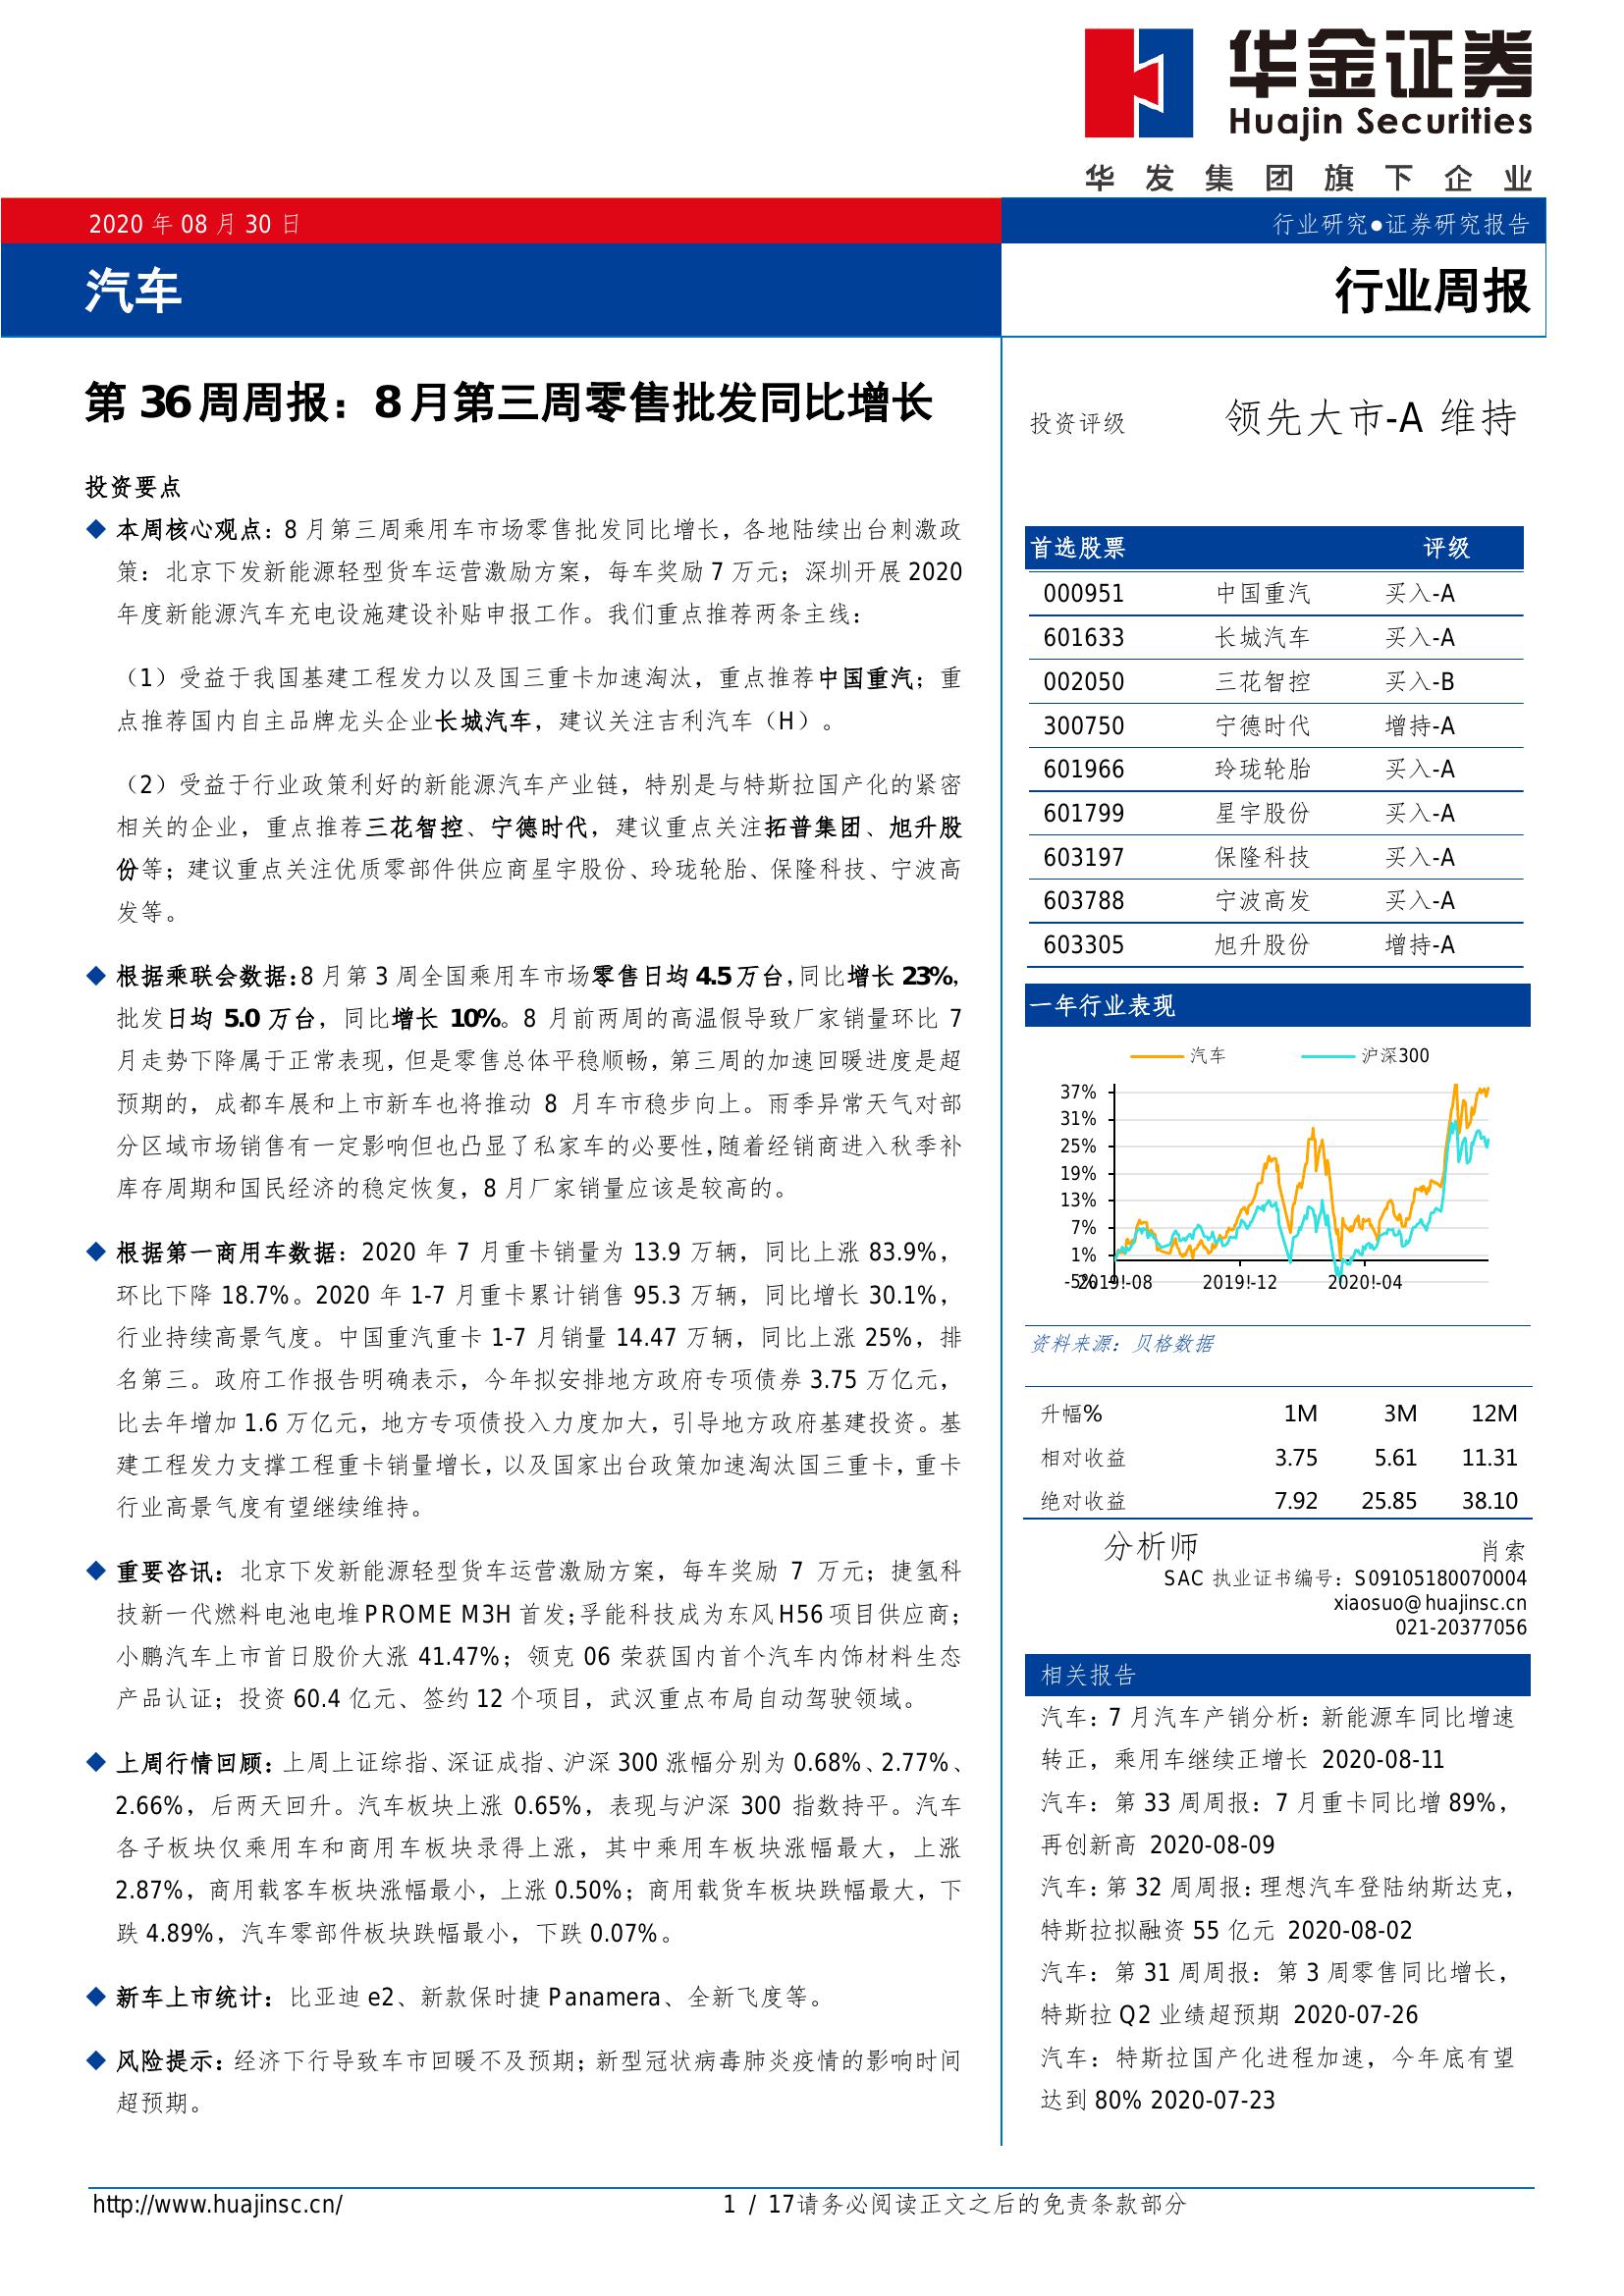 华金证券
Huajin Securities
华发集团旗下企业
2020 年 08 月 30 日
行业研究●证券研究报告
汽车
行业周报
第 36 周周报：8 月第三周零售批发同比增长
投资要点
◆ 本周核心观点：8 月第三周乘用车市场零售批发同比增长，各地陆续出台刺激政
策：北京下发新能源轻型货车运营激励方案，每车奖励 7 万元；深圳开展 2020
年度新能源汽车充电设施建设补贴申报工作。我们重点推荐两条主线：
（1）受益于我国基建工程发力以及国三重卡加速淘汰，重点推荐中国重汽；重
点推荐国内自主品牌龙头企业长城汽车，建议关注吉利汽车（H）。
（2）受益于行业政策利好的新能源汽车产业链，特别是与特斯拉国产化的紧密
相关的企业，重点推荐三花智控、宁德时代，建议重点关注拓普集团、旭升股
份等；建议重点关注优质零部件供应商星宇股份、玲珑轮胎、保隆科技、宁波高
发等。
◆ 根据乘联会数据：8 月第 3 周全国乘用车市场零售日均 4.5 万台，同比增长 23%，
批发日均 5.0 万台，同比增长 10%。8 月前两周的高温假导致厂家销量环比 7
月走势下降属于正常表现，但是零售总体平稳顺畅，第三周的加速回暖进度是超
预期的，成都车展和上市新车也将推动 8 月车市稳步向上。雨季异常天气对部
分区域市场销售有一定影响但也凸显了私家车的必要性，随着经销商进入秋季补
库存周期和国民经济的稳定恢复，8 月厂家销量应该是较高的。
◆ 根据第一商用车数据：2020 年 7 月重卡销量为 13.9 万辆，同比上涨 83.9%，
环比下降 18.7%。2020 年 1-7 月重卡累计销售 95.3 万辆，同比增长 30.1%，
行业持续高景气度。中国重汽重卡 1-7 月销量 14.47 万辆，同比上涨 25%，排
名第三。政府工作报告明确表示，今年拟安排地方政府专项债券 3.75 万亿元，
比去年增加 1.6 万亿元，地方专项债投入力度加大，引导地方政府基建投资。基
建工程发力支撑工程重卡销量增长，以及国家出台政策加速淘汰国三重卡，重卡
行业高景气度有望继续维持。
◆ 重要咨讯：北京下发新能源轻型货车运营激励方案，每车奖励 7 万元；捷氢科
技新一代燃料电池电堆 PROME M3H 首发；孚能科技成为东风 H56 项目供应商；
小鹏汽车上市首日股价大涨 41.47%；领克 06 荣获国内首个汽车内饰材料生态
产品认证；投资 60.4 亿元、签约 12 个项目，武汉重点布局自动驾驶领域。
◆ 上周行情回顾：上周上证综指、深证成指、沪深 300 涨幅分别为 0.68%、2.77%、
2.66%，后两天回升。汽车板块上涨 0.65%，表现与沪深 300 指数持平。汽车
各子板块仅乘用车和商用车板块录得上涨，其中乘用车板块涨幅最大，上涨
2.87%，商用载客车板块涨幅最小，上涨 0.50%；商用载货车板块跌幅最大，下
跌 4.89%，汽车零部件板块跌幅最小，下跌 0.07%。
◆ 新车上市统计：比亚迪 e2、新款保时捷 Panamera、全新飞度等。
◆ 风险提示：经济下行导致车市回暖不及预期；新型冠状病毒肺炎疫情的影响时间
超预期。
投资评级 领先大市-A 维持
首选股票 评级
000951 中国重汽 买入-A
601633 长城汽车 买入-A
002050 三花智控 买入-B
300750 宁德时代 增持-A
601966 玲珑轮胎 买入-A
601799 星宇股份 买入-A
603197 保隆科技 买入-A
603788 宁波高发 买入-A
603305 旭升股份 增持-A
一年行业表现
汽车 沪深300
37%
31%
25%
19%
13%
7%
1%
-5%
2019!-08 2019!-12 2020!-04
资料来源：贝格数据
升幅% 1M 3M 12M
相对收益 3.75 5.61 11.31
绝对收益 7.92 25.85 38.10
分析师 肖索
SAC 执业证书编号：S09105180070004
xiaosuo@huajinsc.cn
021-20377056
相关报告
汽车：7 月汽车产销分析：新能源车同比增速
转正，乘用车继续正增长 2020-08-11
汽车：第 33 周周报：7 月重卡同比增 89%，
再创新高 2020-08-09
汽车：第 32 周周报：理想汽车登陆纳斯达克，
特斯拉拟融资 55 亿元 2020-08-02
汽车：第 31 周周报：第 3 周零售同比增长，
特斯拉 Q2 业绩超预期 2020-07-26
汽车：特斯拉国产化进程加速，今年底有望
达到 80% 2020-07-23
http://www.huajinsc.cn/ 1 / 17请务必阅读正文之后的免责条款部分